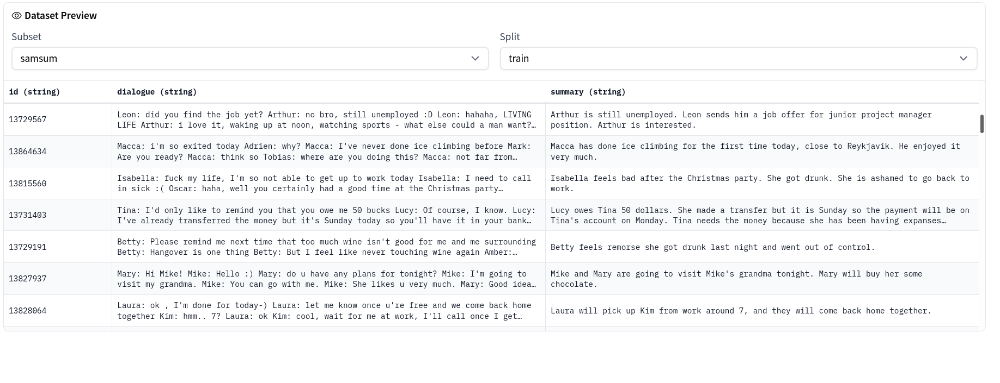 Dataset Preview
Subset
Split
samsum
train
id (string)
dialogue (string)
summary (string)
13729567
Leon: did you find the job yet? Arthur: no bro, still unemployed :D Leon: hahaha, LIVING
LIFE Arthur: i love it, waking up at noon, watching sports - what else could a man want?…
Arthur is still unemployed. Leon sends him a job offer for junior project manager
position. Arthur is interested.
13864634
Macca: i'm so exited today Adrien: why? Macca: I've never done ice climbing before Mark:
Are you ready? Macca: think so Tobias: where are you doing this? Macca: not far from…
Macca has done ice climbing for the first time today, close to Reykjavik. He enjoyed it
very much.
13815560
Isabella: fuck my life, I'm so not able to get up to work today Isabella: I need to call
in sick :( Oscar: haha, well you certainly had a good time at the Christmas party…
Isabella feels bad after the Christmas party. She got drunk. She is ashamed to go back to
work.
13731403
Tina: I'd only like to remind you that you owe me 50 bucks Lucy: Of course, I know. Lucy:
I've already transferred the money but it's Sunday today so you'll have it in your bank…
Lucy owes Tina 50 dollars. She made a transfer but it is Sunday so the payment will be on
Tina's account on Monday. Tina needs the money because she has been having expanses…
13729191
Betty: Please remind me next time that too much wine isn't good for me and me surrounding
Betty: Hangover is one thing Betty: But I feel like never touching wine again Amber:…
Betty feels remorse she got drunk last night and went out of control.
13827937
Mary: Hi Mike! Mike: Hello :) Mary: do u have any plans for tonight? Mike: I'm going to
visit my grandma. Mike: You can go with me. Mike: She likes u very much. Mary: Good idea…
Mike and Mary are going to visit Mike's grandma tonight. Mary will buy her some
chocolate.
13828064
Laura: ok , I'm done for today-) Laura: let me know once u're free and we come back home
together Kim: hmm.. 7? Laura: ok Kim: cool, wait for me at work, I'll call once I get…
Laura will pick up Kim from work around 7, and they will come back home together.